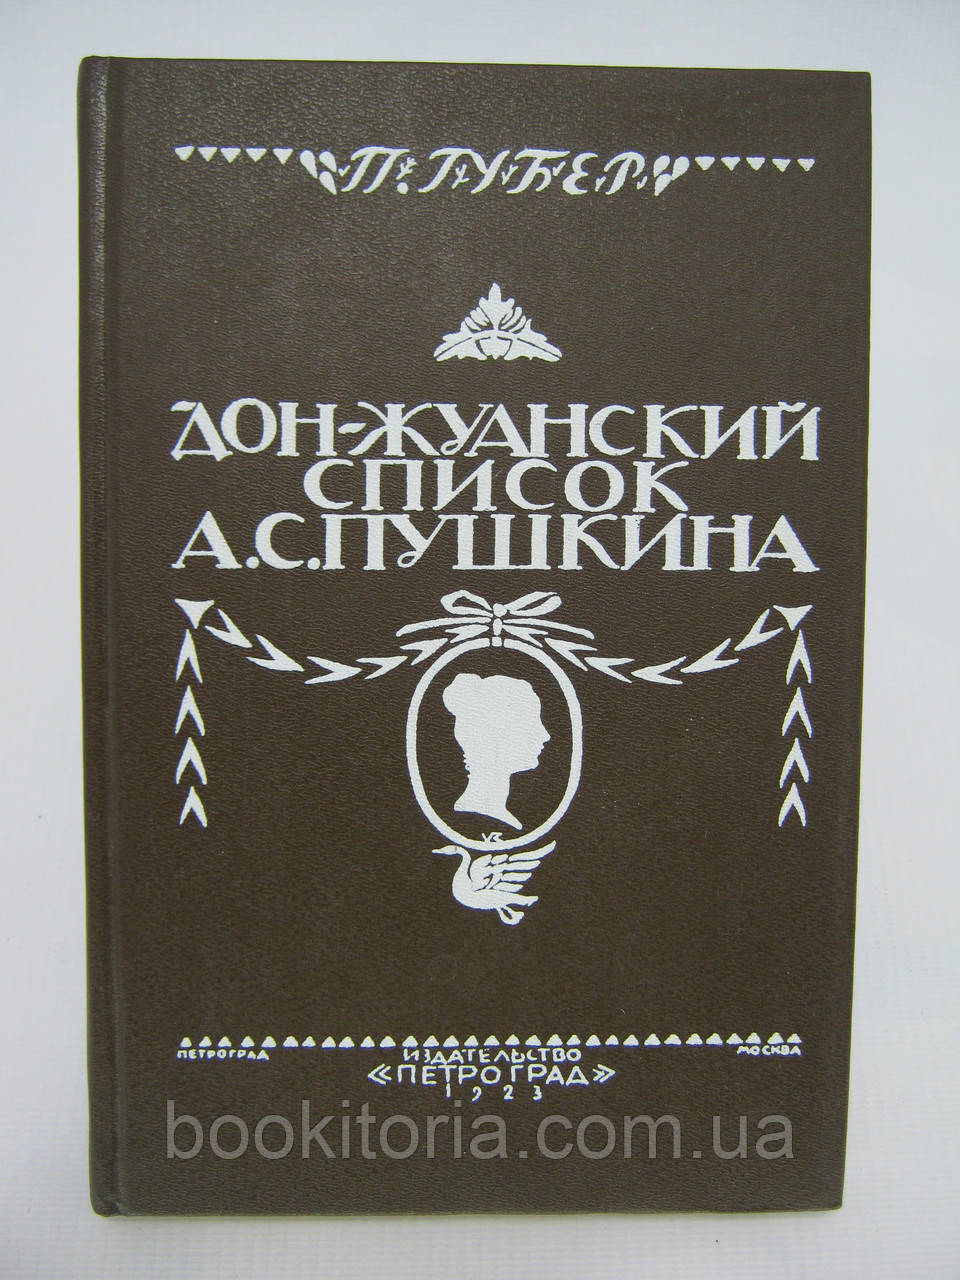 П. ГУБЕР
ДОН-ЖУАНСКИЙ
СПИСОК
А.С.ПУШКИНА
ПЕТРОГРАД ИЗДАТЕЛЬСТВО МОСКВА
«ПЕТРОГРАД»
1923
bookitoria.com.ua